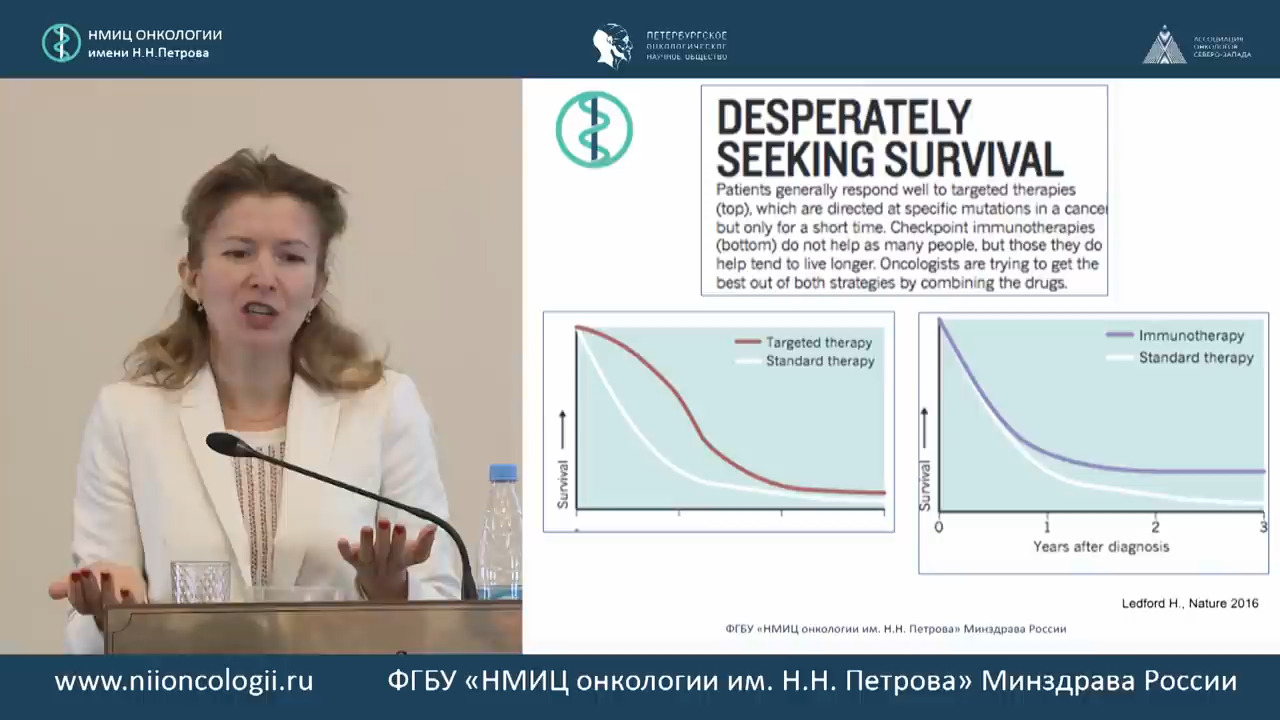 НМИЦ ОНКОЛОГИИ
имени Н.Н.Петрова
ПЕТЕРБУРГСКОЕ
ОНКОЛОГИЧЕСКОЕ
НАУЧНОЕ ОБЩЕСТВО
АССОЦИАЦИЯ
ОНКОЛОГОВ
СЕВЕРО-ЗАПАДА
DESPERATELY
SEEKING SURVIVAL
Patients generally respond well to targeted therapies
(top), which are directed at specific mutations in a cancer
but only for a short time. Checkpoint immunotherapies
(bottom) do not help as many people, but those they do
help tend to live longer. Oncologists are trying to get the
best out of both strategies by combining the drugs.
Targeted therapy
Standard therapy
Survival
Immunotherapy
Standard therapy
Survival
0 1 2 3
Years after diagnosis
Ledford H., Nature 2016
ФГБУ «НМИЦ онкологии им. Н.Н. Петрова» Минздрава России
www.niioncologii.ru
ФГБУ «НМИЦ онкологии им. Н.Н. Петрова» Минздрава России